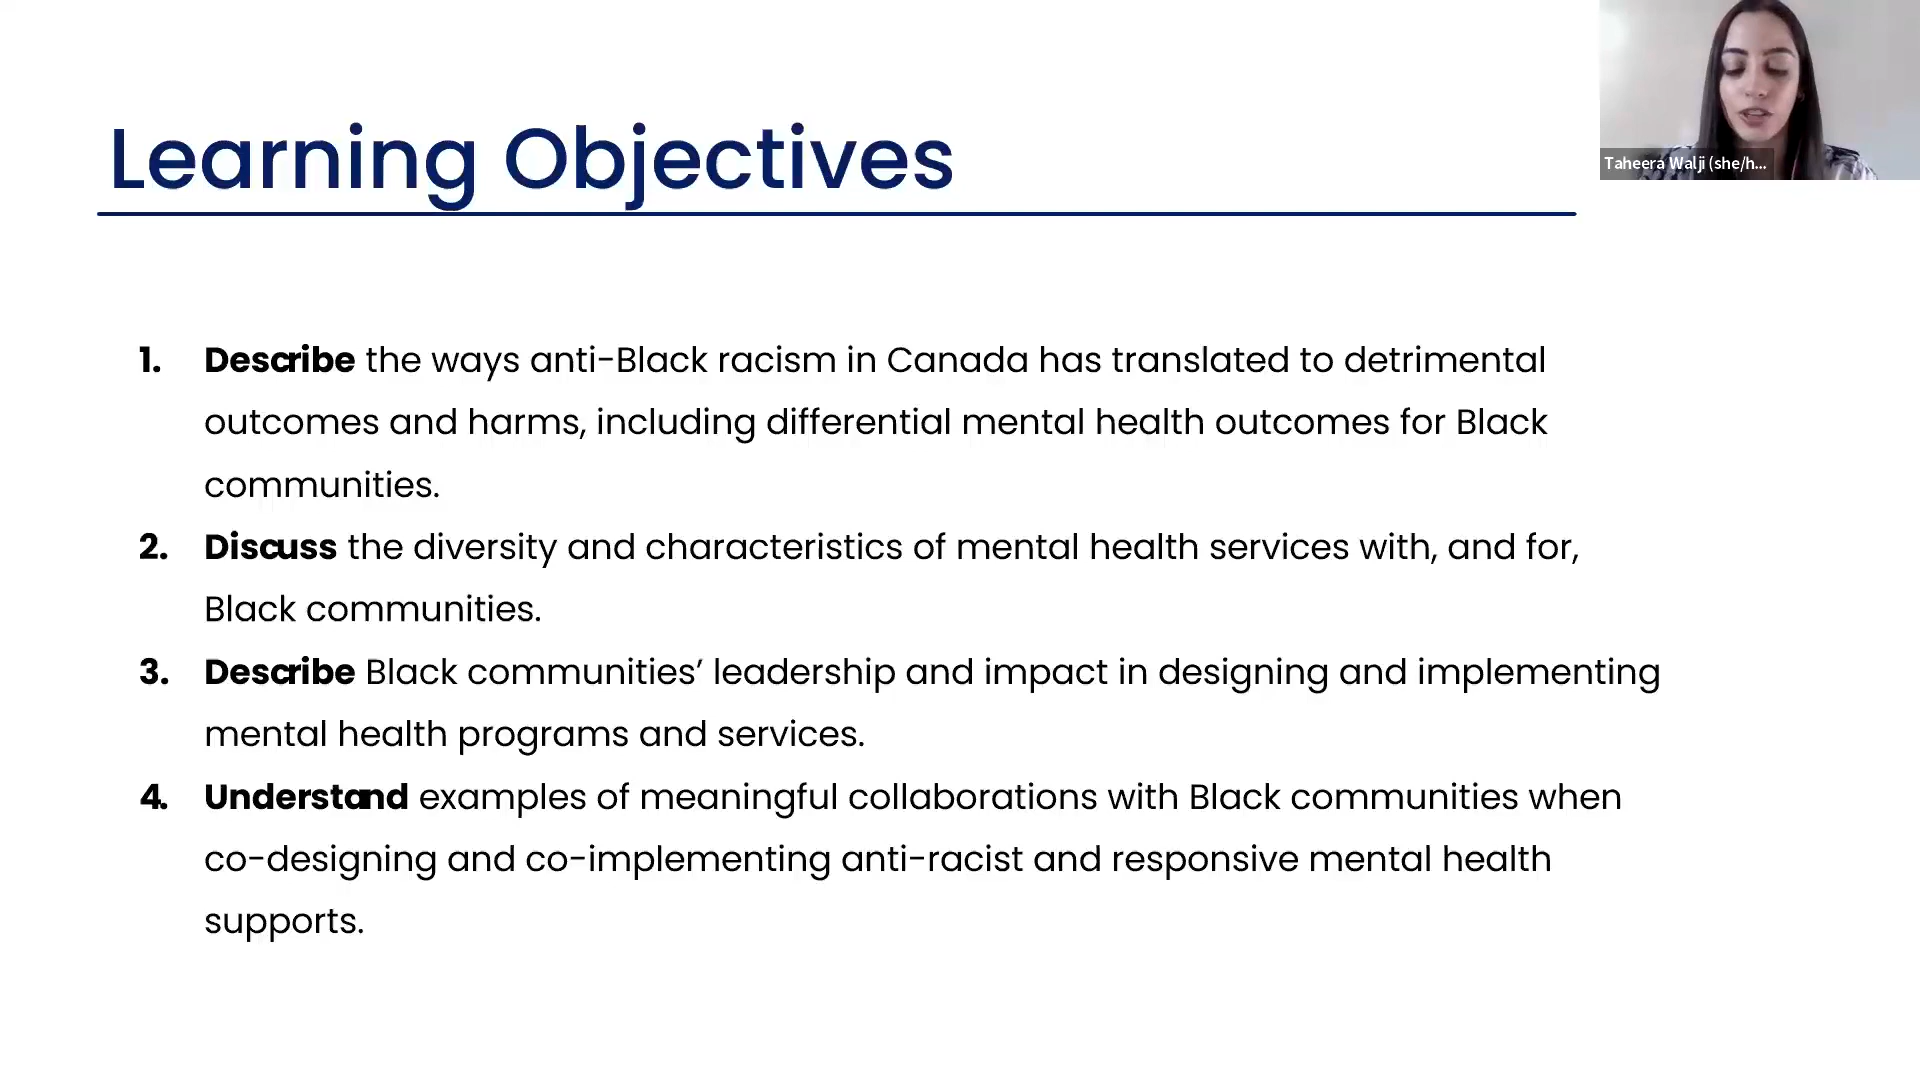 Learning Objectives
Taheera Walji (she/h...
1. Describe the ways anti-Black racism in Canada has translated to detrimental
outcomes and harms, including differential mental health outcomes for Black
communities.
2. Discuss the diversity and characteristics of mental health services with, and for,
Black communities.
3. Describe Black communities’ leadership and impact in designing and implementing
mental health programs and services.
4. Understand examples of meaningful collaborations with Black communities when
co-designing and co-implementing anti-racist and responsive mental health
supports.